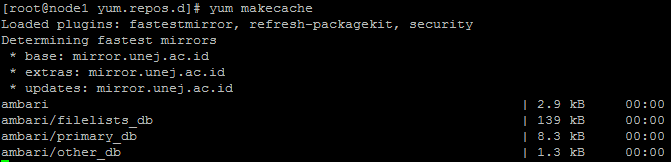 [root@node1 yum.repos.d]# yum makecache
Loaded plugins: fastestmirror, refresh-packagekit, security
Determining fastest mirrors
 * base: mirror.unej.ac.id
 * extras: mirror.unej.ac.id
 * updates: mirror.unej.ac.id
ambari | 2.9 kB 00:00
ambari/filelists_db | 139 kB 00:00
ambari/primary_db | 8.3 kB 00:00
ambari/other_db | 1.3 kB 00:00